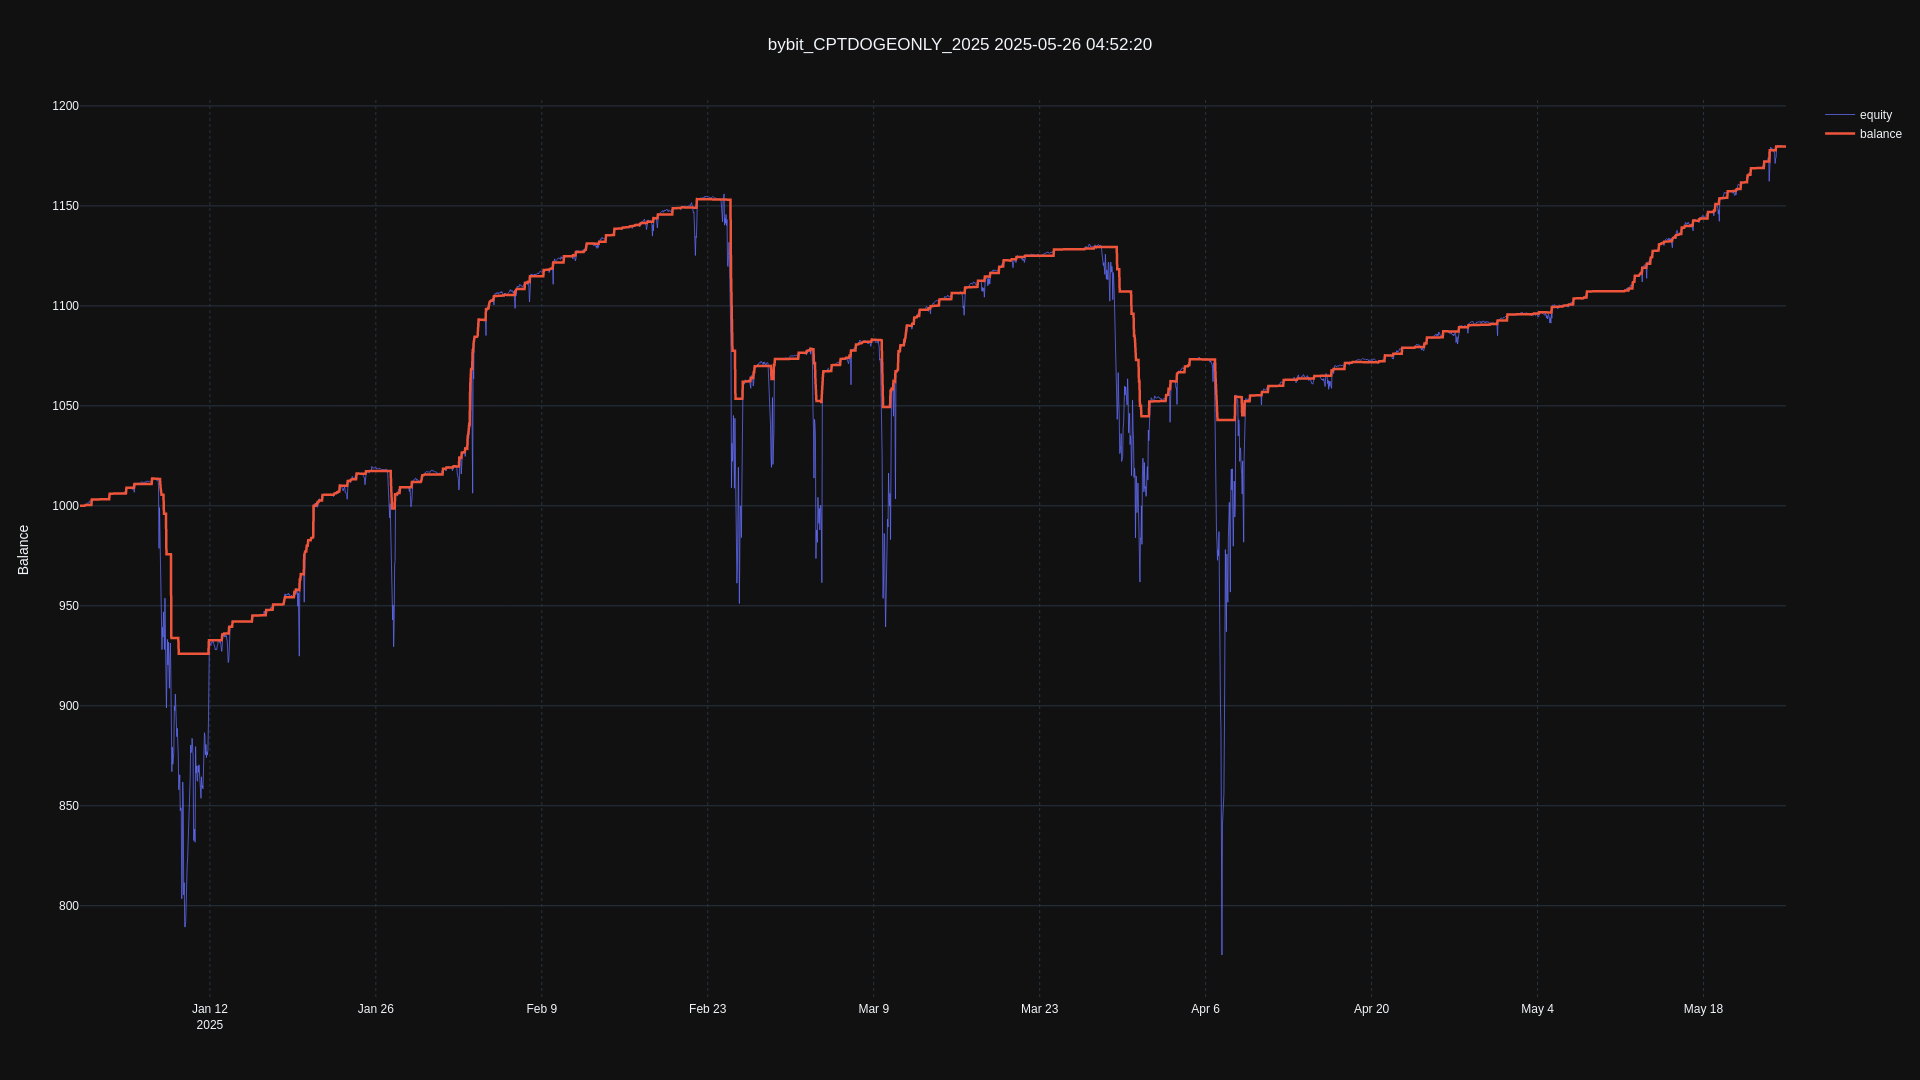 bybit_CPTDOGEONLY_2025 2025-05-26 04:52:20
1200
1150
1100
1050
1000
950
900
850
800
Balance
equity
balance
Jan 12
2025
Jan 26
Feb 9
Feb 23
Mar 9
Mar 23
Apr 6
Apr 20
May 4
May 18